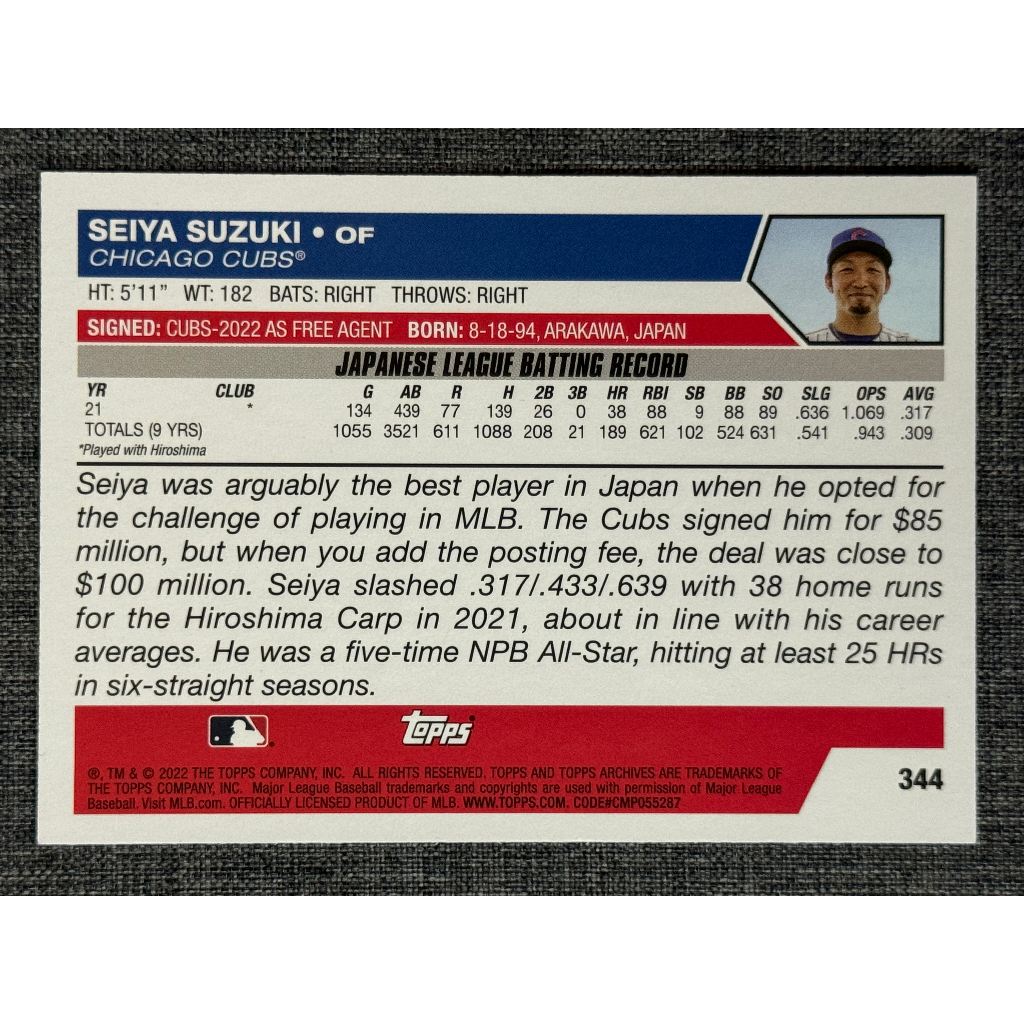 SEIYA SUZUKI • OF
CHICAGO CUBS®
HT: 5'11" WT: 182 BATS: RIGHT THROWS: RIGHT
SIGNED: CUBS-2022 AS FREE AGENT BORN: 8-18-94, ARAKAWA, JAPAN
JAPANESE LEAGUE BATTING RECORD
YR CLUB G AB R H 2B 3B HR RBI SB BB SO SLG OPS AVG
21 * 134 439 77 139 26 0 38 88 9 88 89 .636 1.069 .317
TOTALS (9 YRS) 1055 3521 611 1088 208 21 189 621 102 524 631 .541 .943 .309
*Played with Hiroshima
Seiya was arguably the best player in Japan when he opted for
the challenge of playing in MLB. The Cubs signed him for $85
million, but when you add the posting fee, the deal was close to
$100 million. Seiya slashed .317/.433/.639 with 38 home runs
for the Hiroshima Carp in 2021, about in line with his career
averages. He was a five-time NPB All-Star, hitting at least 25 HRs
in six-straight seasons.
topps
®, TM & © 2022 THE TOPPS COMPANY, INC. ALL RIGHTS RESERVED. TOPPS AND TOPPS ARCHIVES ARE TRADEMARKS OF
THE TOPPS COMPANY, INC. Major League Baseball trademarks and copyrights are used with permission of Major League
Baseball. Visit MLB.com. OFFICIALLY LICENSED PRODUCT OF MLB. WWW.TOPPS.COM. CODE#CMP055287
344